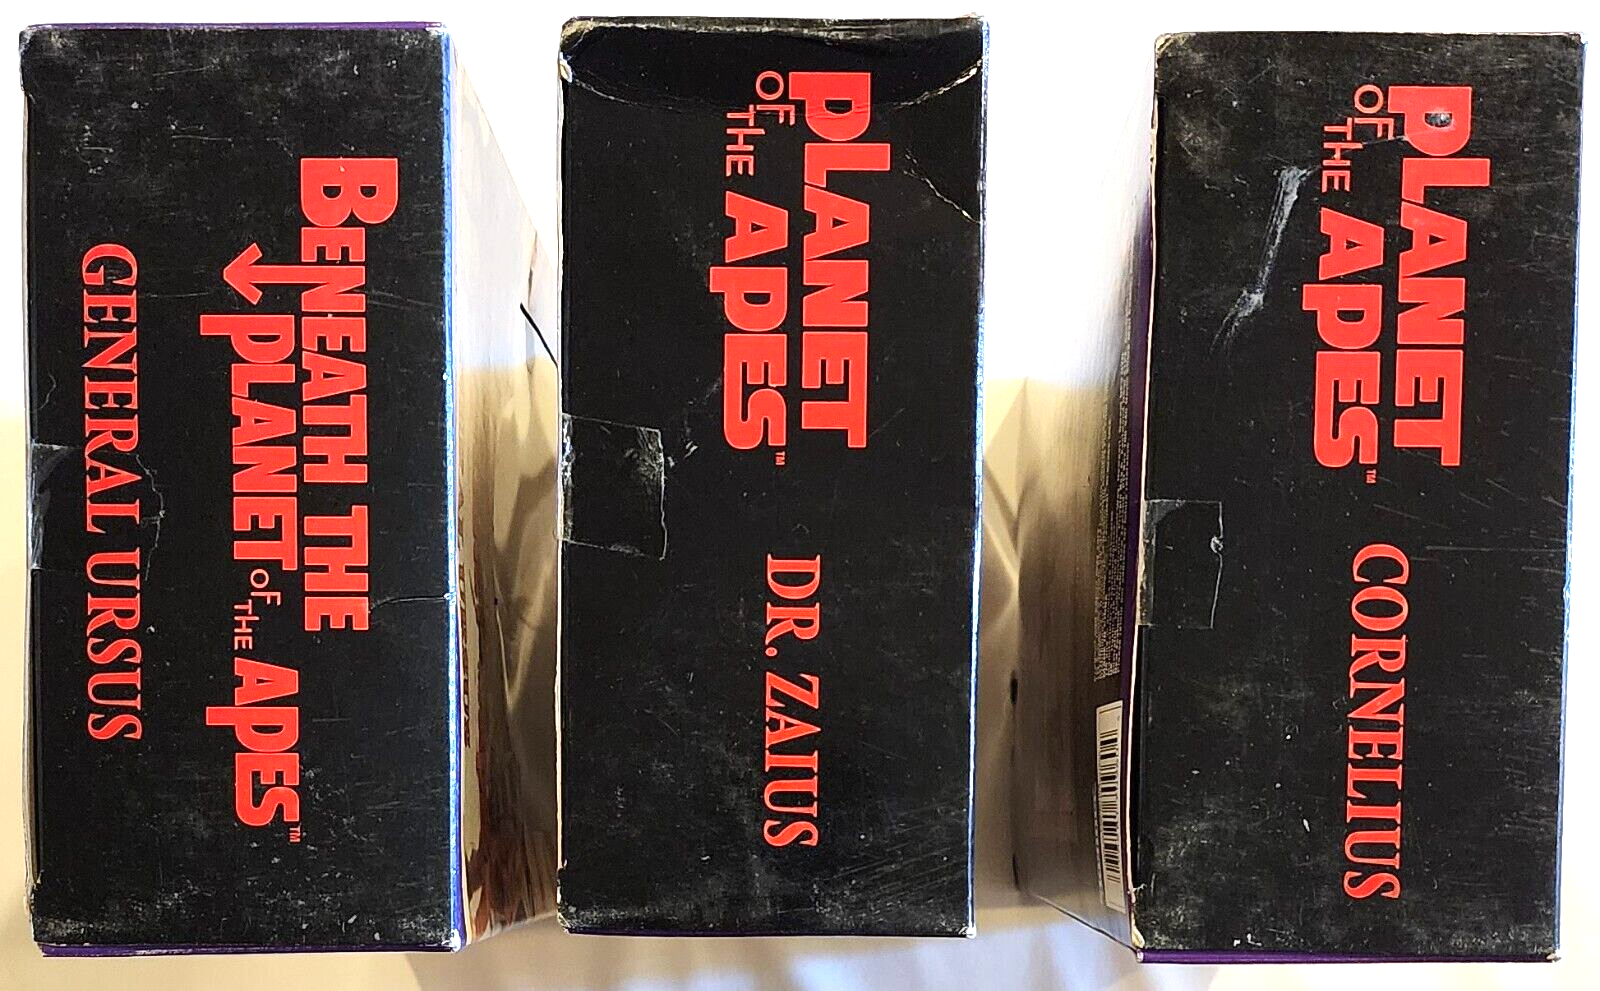 BENEATH THE
PLANET OF THE APES™
GENERAL URSUS
PLANET
OF THE APES™
DR. ZAIUS
PLANET
OF THE APES™
CORNELIUS